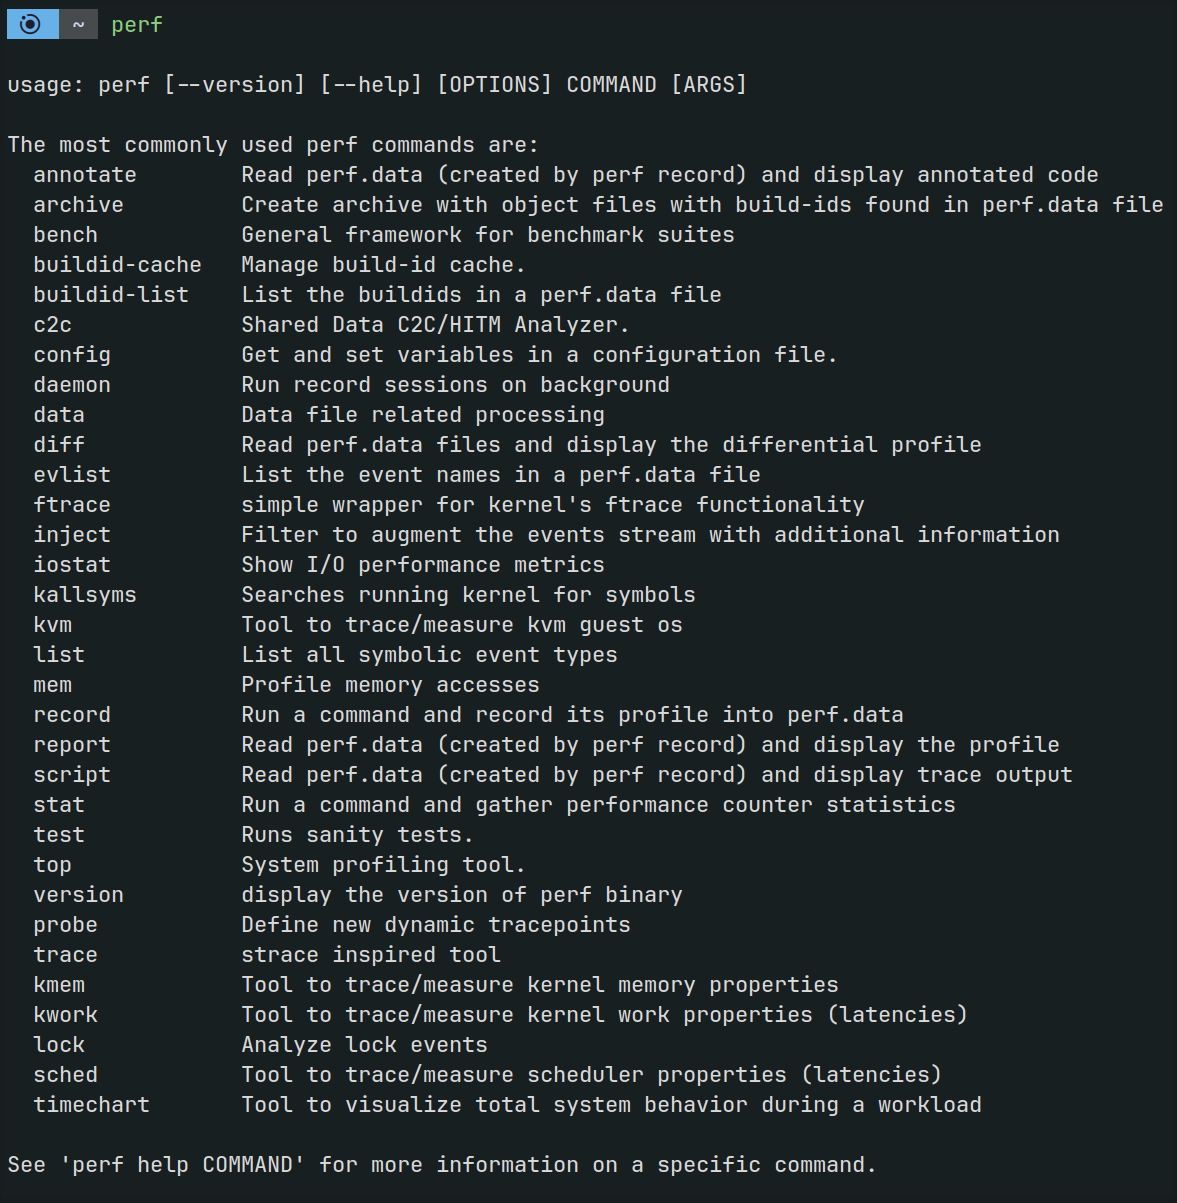 ~ perf
usage: perf [--version] [--help] [OPTIONS] COMMAND [ARGS]
The most commonly used perf commands are:
annotate Read perf.data (created by perf record) and display annotated code
archive Create archive with object files with build-ids found in perf.data file
bench General framework for benchmark suites
buildid-cache Manage build-id cache.
buildid-list List the buildids in a perf.data file
c2c Shared Data C2C/HITM Analyzer.
config Get and set variables in a configuration file.
daemon Run record sessions on background
data Data file related processing
diff Read perf.data files and display the differential profile
evlist List the event names in a perf.data file
ftrace simple wrapper for kernel's ftrace functionality
inject Filter to augment the events stream with additional information
iostat Show I/O performance metrics
kallsyms Searches running kernel for symbols
kvm Tool to trace/measure kvm guest os
list List all symbolic event types
mem Profile memory accesses
record Run a command and record its profile into perf.data
report Read perf.data (created by perf record) and display the profile
script Read perf.data (created by perf record) and display trace output
stat Run a command and gather performance counter statistics
test Runs sanity tests.
top System profiling tool.
version display the version of perf binary
probe Define new dynamic tracepoints
trace strace inspired tool
kmem Tool to trace/measure kernel memory properties
kwork Tool to trace/measure kernel work properties (latencies)
lock Analyze lock events
sched Tool to trace/measure scheduler properties (latencies)
timechart Tool to visualize total system behavior during a workload
See 'perf help COMMAND' for more information on a specific command.